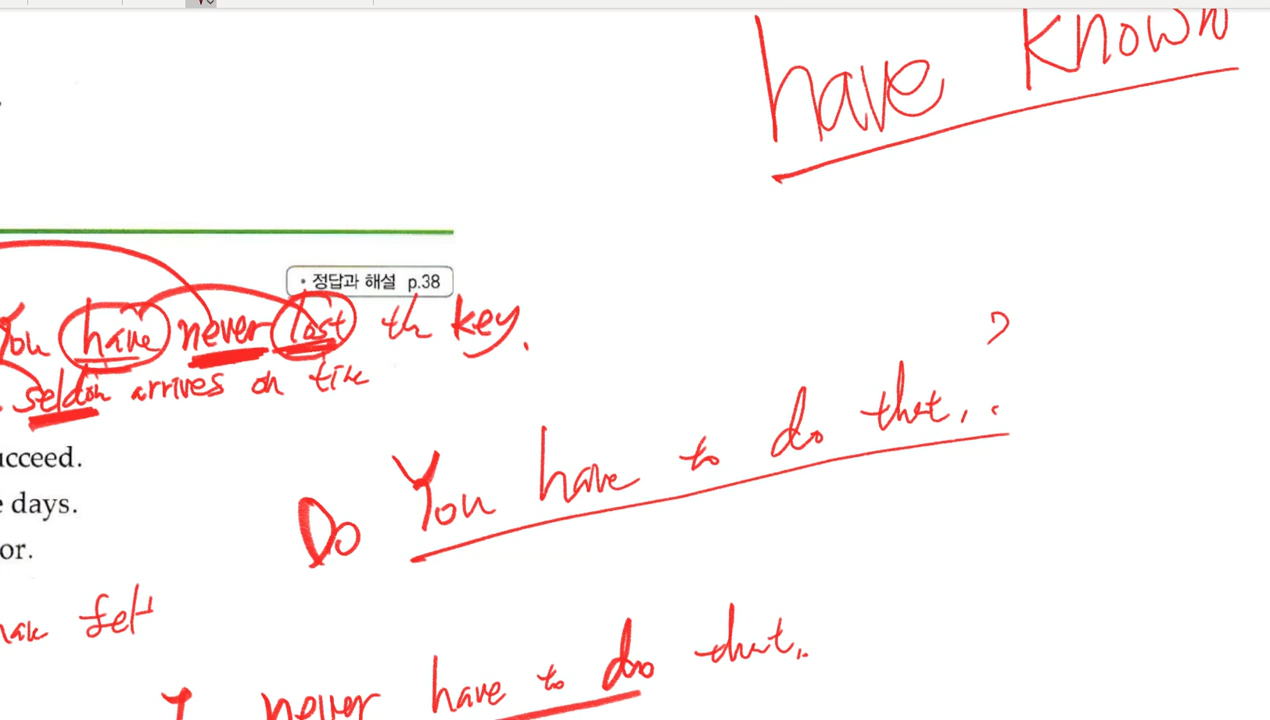 have known
• 정답과 해설 p.38
You have never lost th key.
seldom arrives on time
ucceed.
e days.
or.
Do You have to do that..?
felt
I never have to do that..